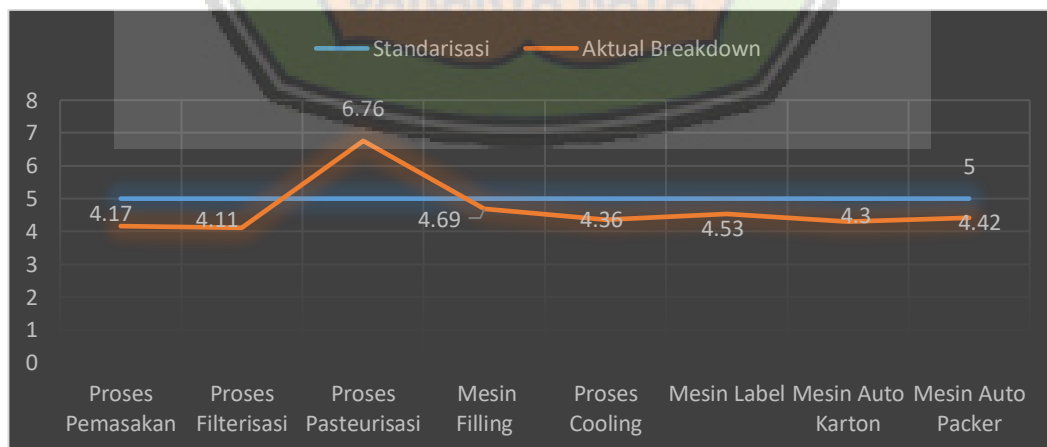 Standarisasi Aktual Breakdown
8
7
6
5
4
3
2
1
0
6.76
5
4.17
4.11
4.69
4.36
4.53
4.3
4.42
Proses Pemasakan
Proses Filterisasi
Proses Pasteurisasi
Mesin Filling
Proses Cooling
Mesin Label
Mesin Auto Karton
Mesin Auto Packer